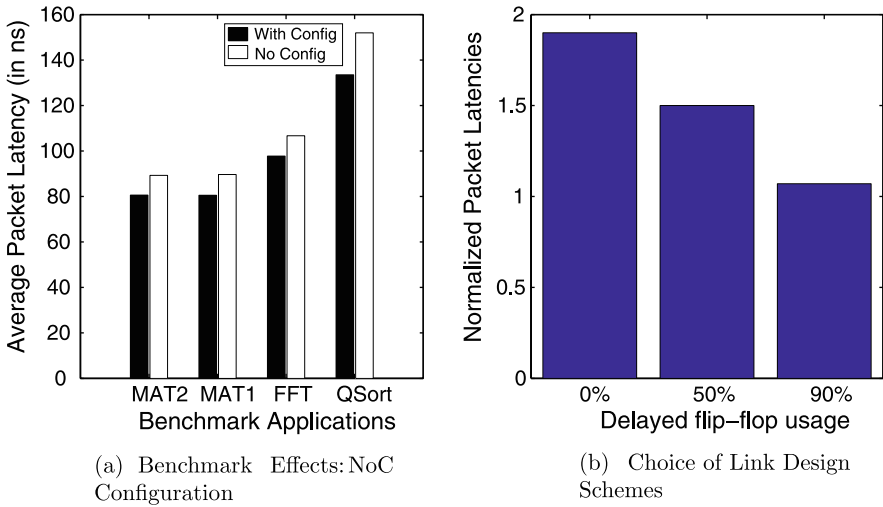 160
140
120
100
80
60
40
20
0
Average Packet Latency (in ns)
With Config
No Config
MAT2 MAT1 FFT QSort
Benchmark Applications
(a) Benchmark Effects: NoC
Configuration
2
1.5
1
0.5
0
Normalized Packet Latencies
0% 50% 90%
Delayed flip–flop usage
(b) Choice of Link Design
Schemes